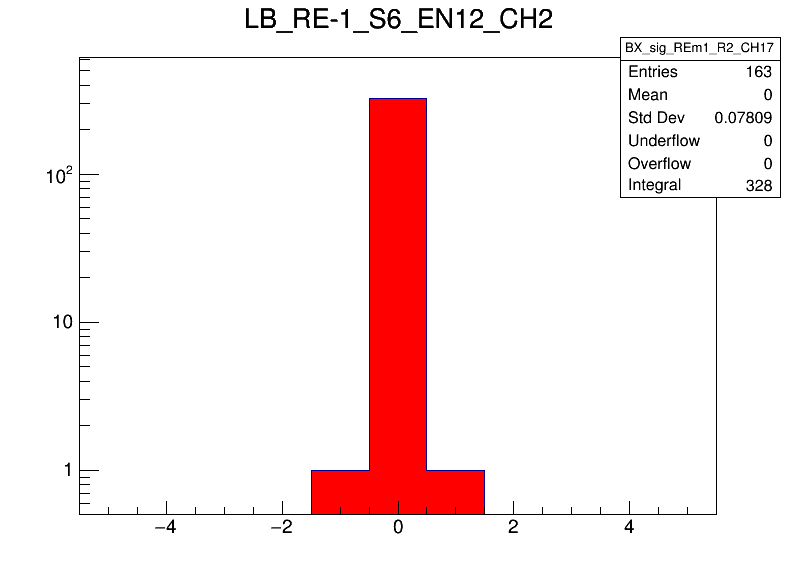 LB_RE-1_S6_EN12_CH2
BX_sig_REm1_R2_CH17
Entries 163
Mean 0
Std Dev 0.07809
Underflow 0
Overflow 0
Integral 328
10²
10
1
−4 −2 0 2 4